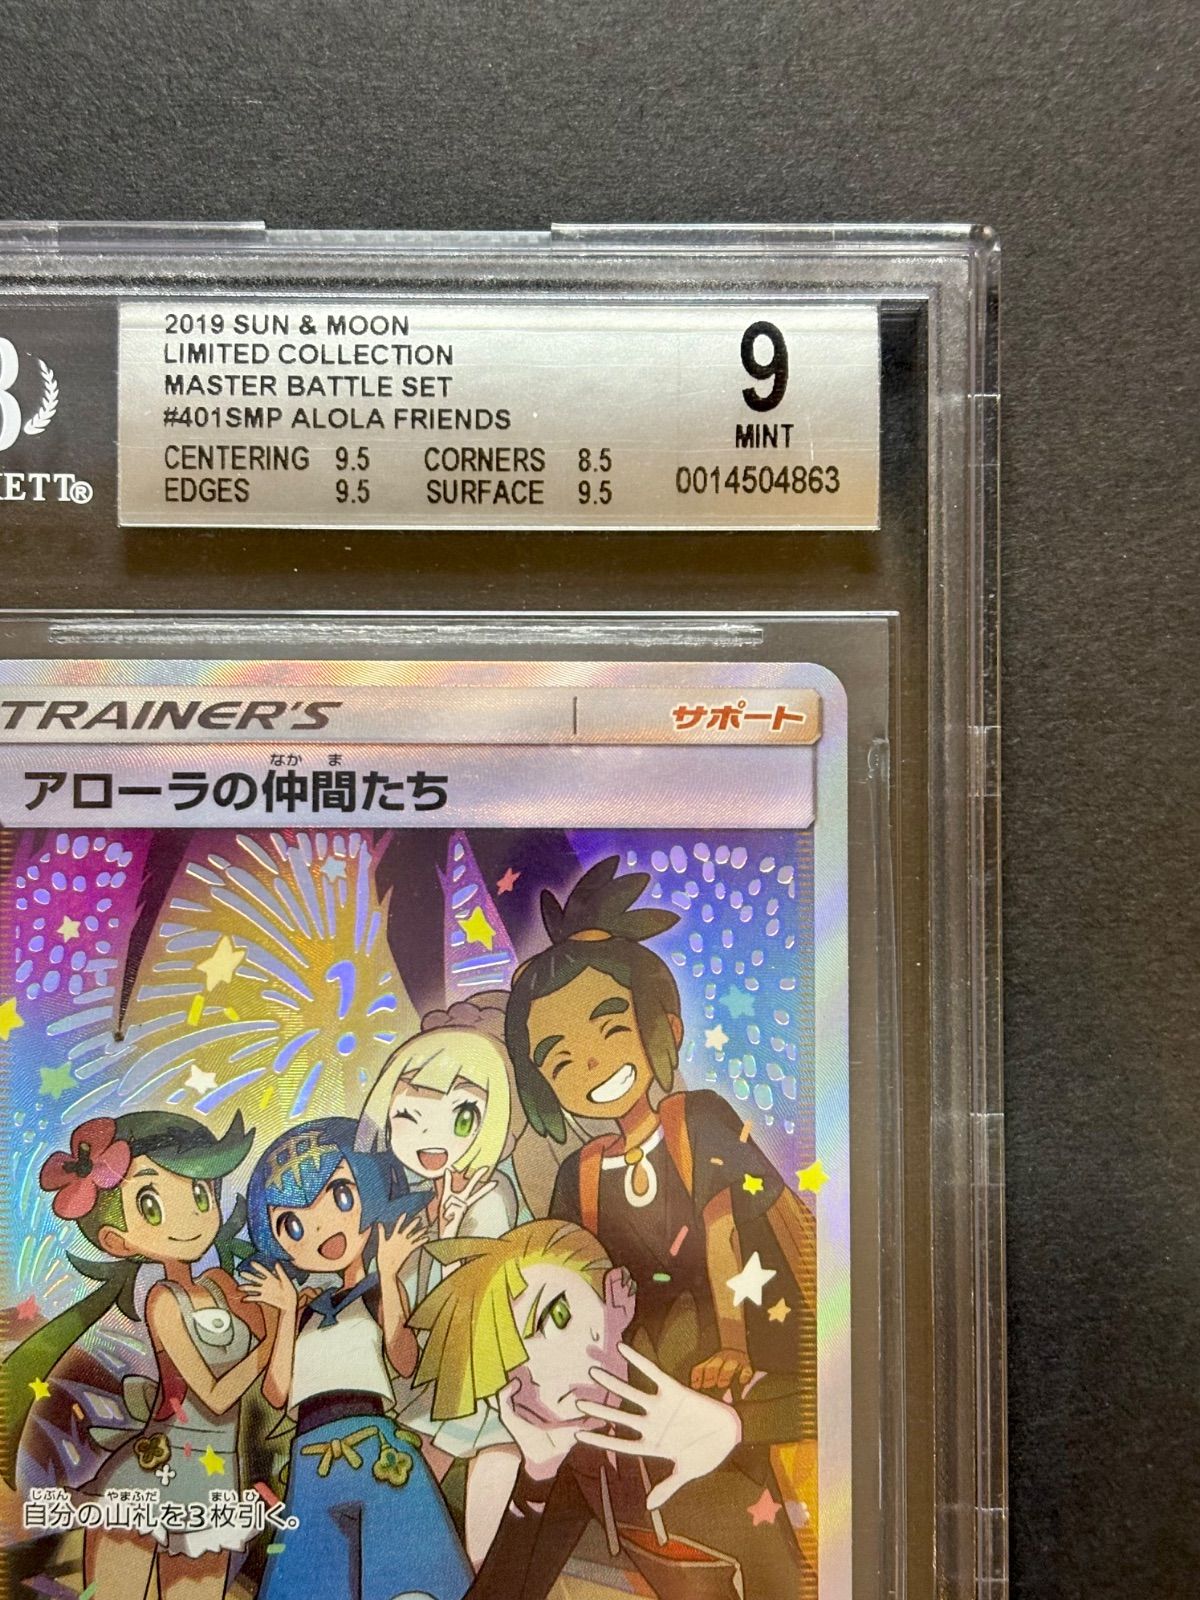 2019 SUN & MOON
LIMITED COLLECTION
MASTER BATTLE SET
#401SMP ALOLA FRIENDS
CENTERING 9.5 CORNERS 8.5
EDGES 9.5 SURFACE 9.5
9
MINT
0014504863
ETT®
TRAINER'S
サポート
なかま
アローラの仲間たち
じぶん やまふだ まい ひ
自分の山札を3枚引く。